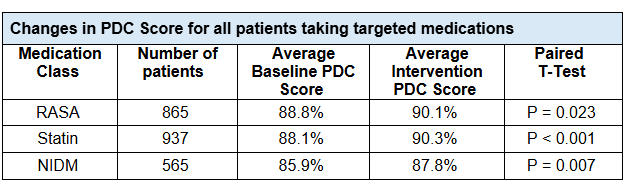 Changes in PDC Score for all patients taking targeted medications
Medication Class Number of patients Average Baseline PDC Score Average Intervention PDC Score Paired T-Test
RASA 865 88.8% 90.1% P = 0.023
Statin 937 88.1% 90.3% P < 0.001
NIDM 565 85.9% 87.8% P = 0.007